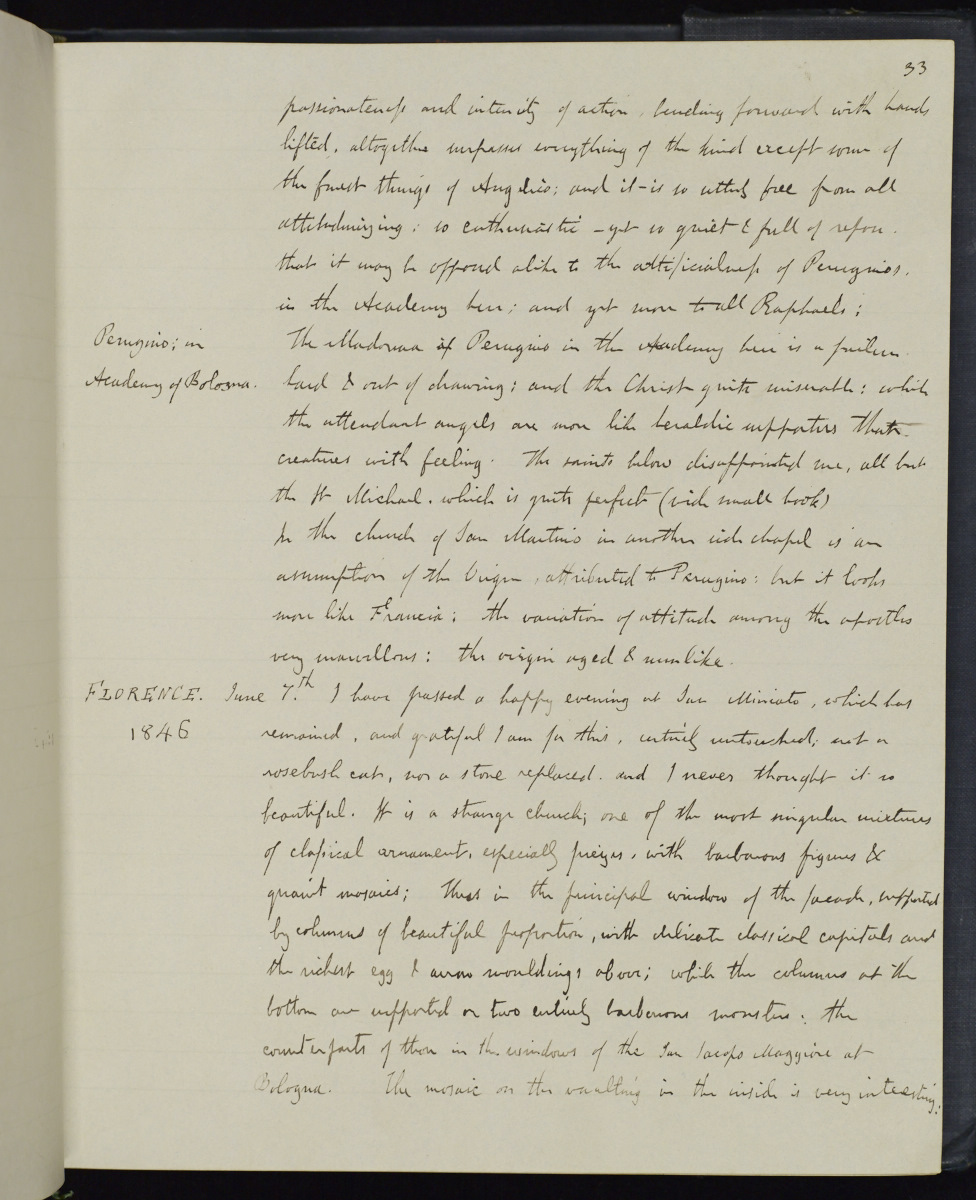 33
passionateness and intensity of action, bending forward with hands
lifted, altogether surpasses everything of the kind except some of
the finest things of Angelico; and it is so utterly free from all
attitudinizing; so enthusiastic - yet so quiet & full of repose.
that it may be opposed alike to the artificialness of Peruginos,
in the Academy here; and yet more to all Raphaels;
Perugino; in
Academy of Bologna.
The Madonna of Perugino in the Academy here is a failure.
hard & out of drawing; and the Christ quite miserable: while
the attendant angels are more like heraldic supporters than
creatures with feeling. The saints below disappointed me, all but
the St Michael. which is quite perfect (vide small book)
In the church of San Martino in another side chapel is an
assumption of the Virgin, attributed to Perugino: but it looks
more like Francia; the variation of attitude among the apostles
very marvellous: the virgin aged & nunlike.
FLORENCE. June 7.th I have passed a happy evening at San Miniato, which has
1846
remained, and grateful I am for this, entirely untouched; not a
rosebush cut, nor a stone replaced. and I never thought it so
beautiful. It is a strange church; one of the most singular mixtures
of classical ornament, especially friezes, with barbarous figures &
quaint mosaics; thus in the principal window of the facade, supported
by columns of beautiful proportion, with delicate classical capitals and
the richest egg & arrow mouldings above; while the columns at the
bottom are supported on two entirely barbarous monsters: the
counterparts of those in the windows of the San Jacopo Maggiore at
Bologna. The mosaic on the vaulting in the inside is very interesting: